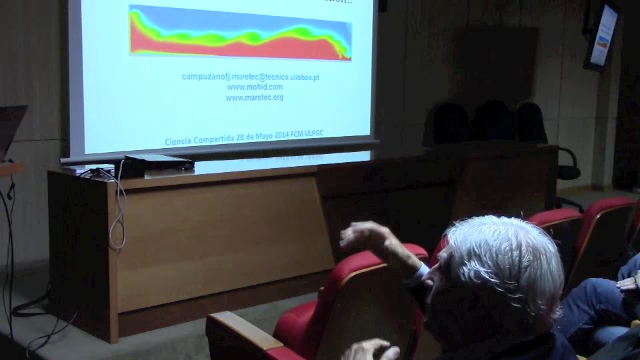 campuzanofj.maretec@tecnico.ulisboa.pt
www.mohid.com
www.maretec.org
Ciencia Compartida 28 de Mayo 2014 FCM ULPGC